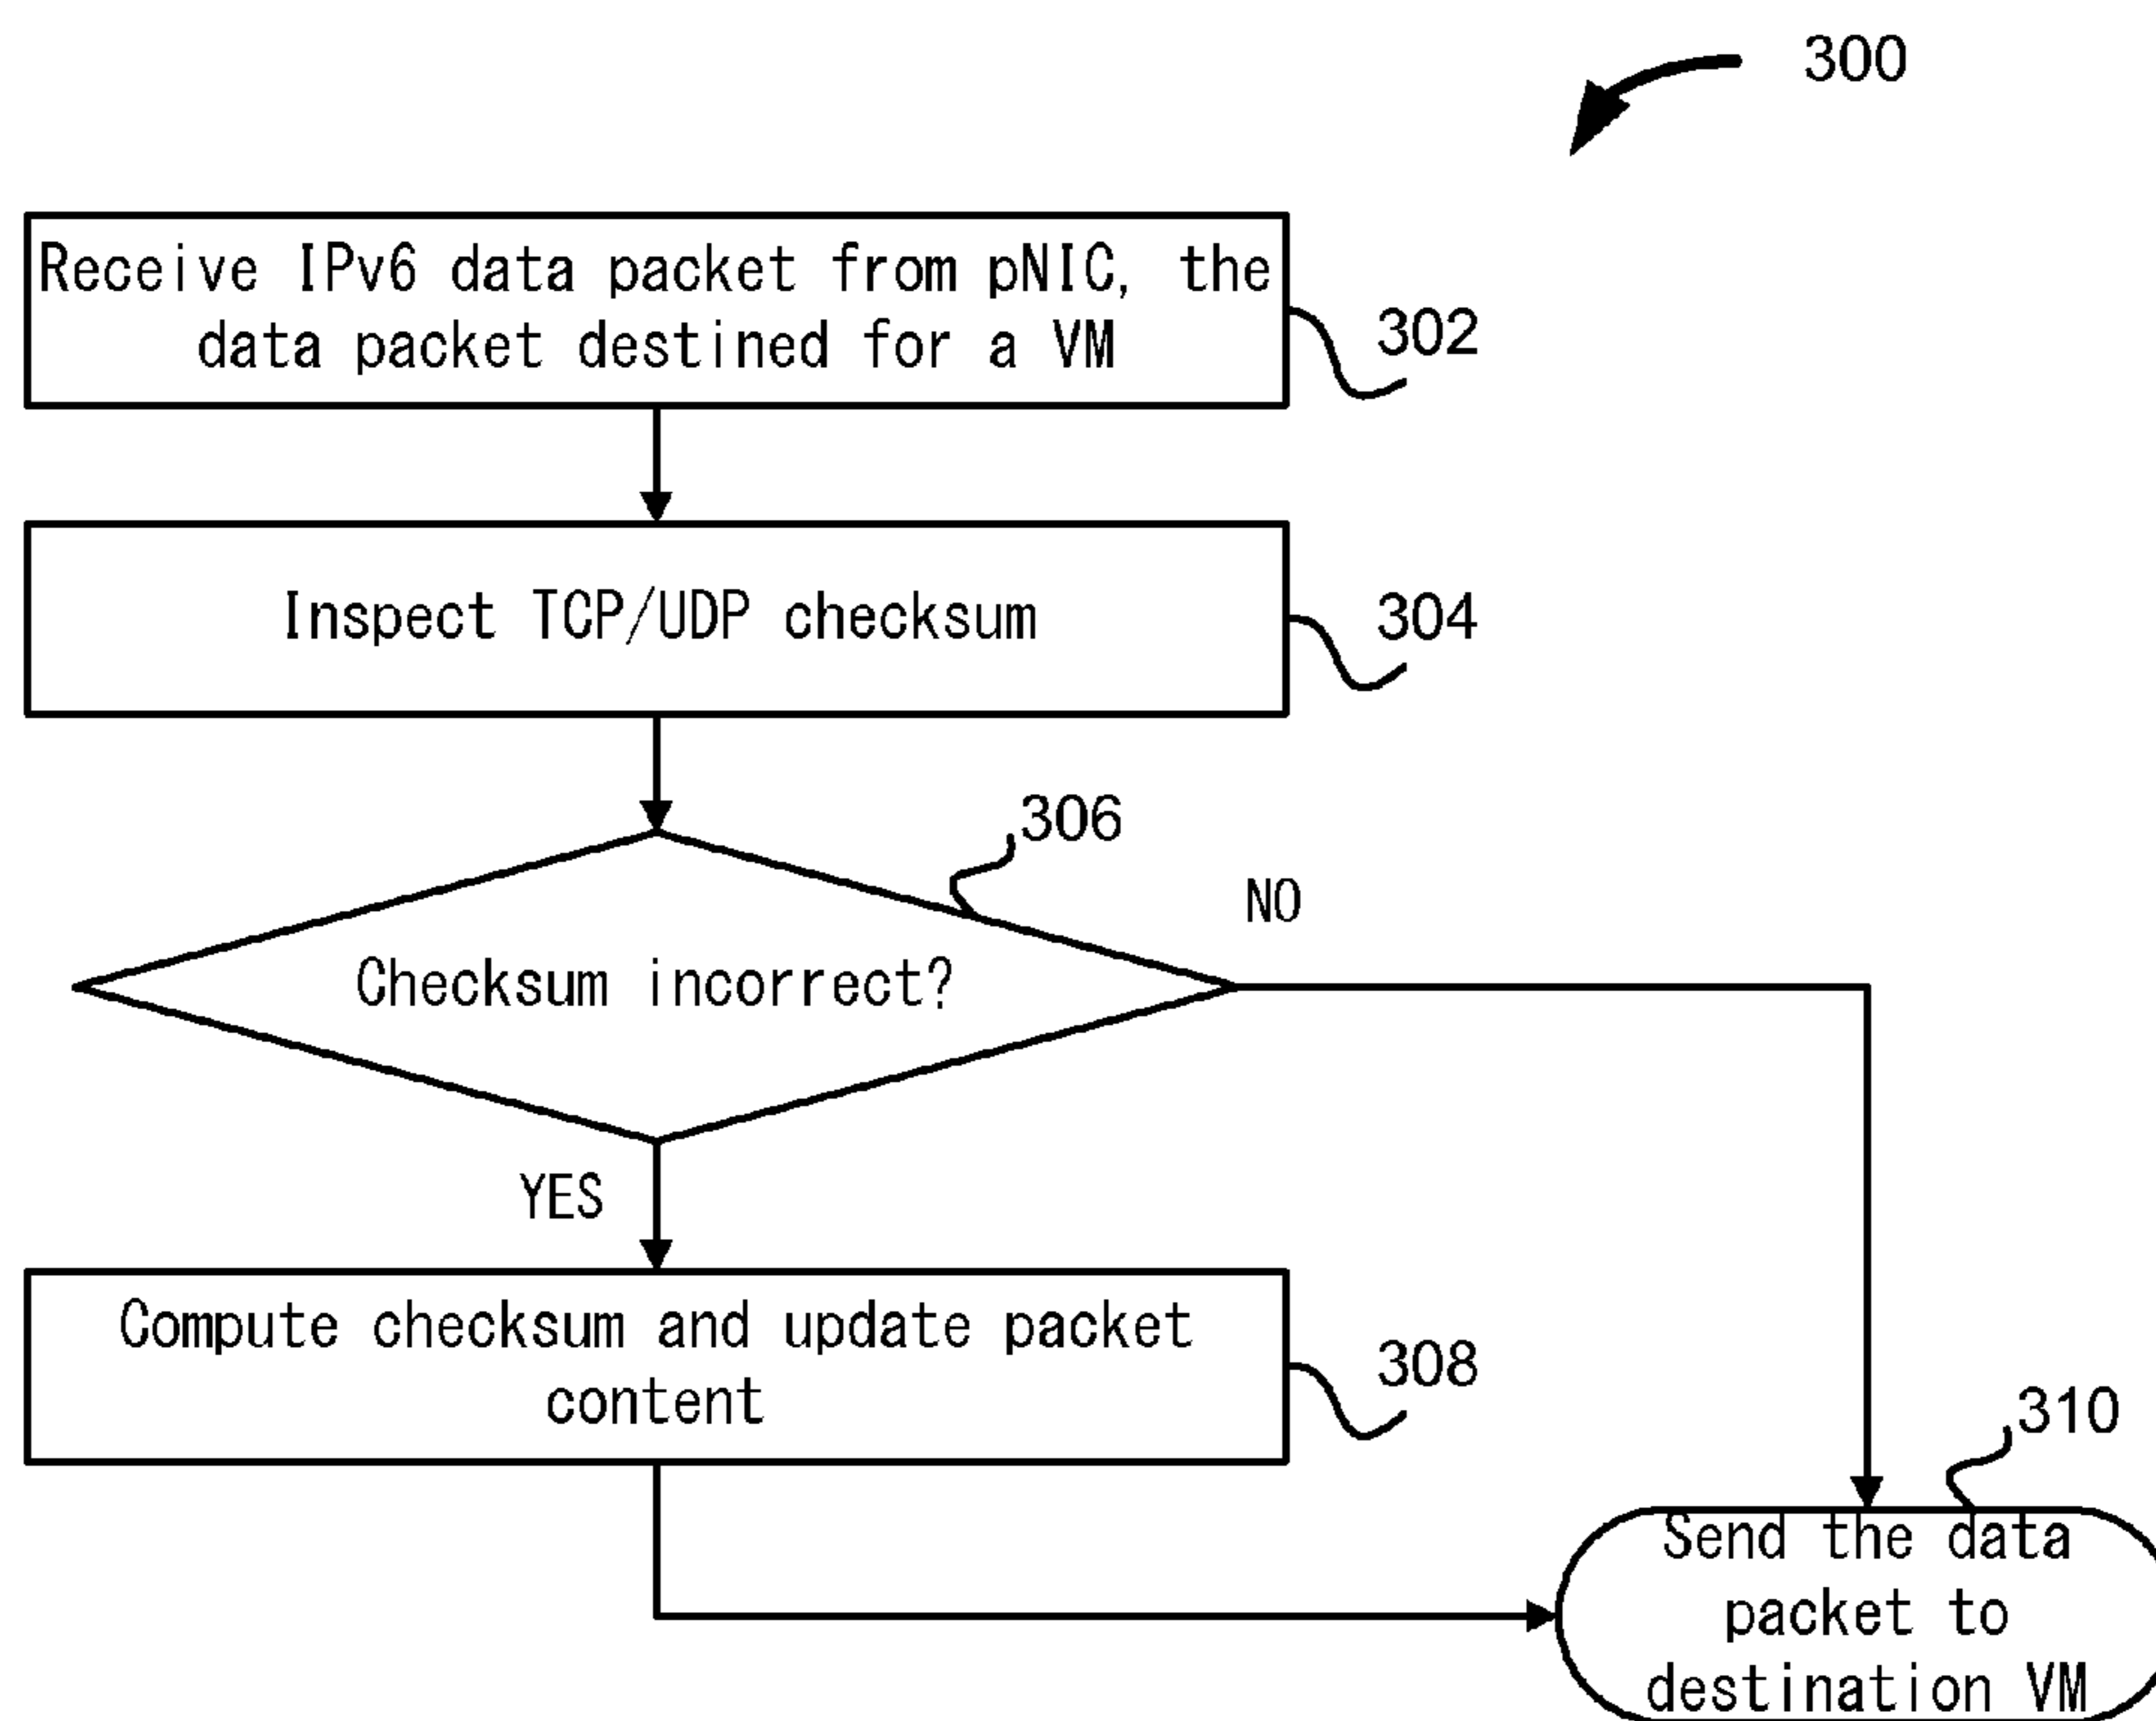 300
Receive IPv6 data packet from pNIC, the
data packet destined for a VM
302
Inspect TCP/UDP checksum
304
306
NO
Checksum incorrect?
YES
Compute checksum and update packet
content
308
310
Send the data
packet to
destination VM